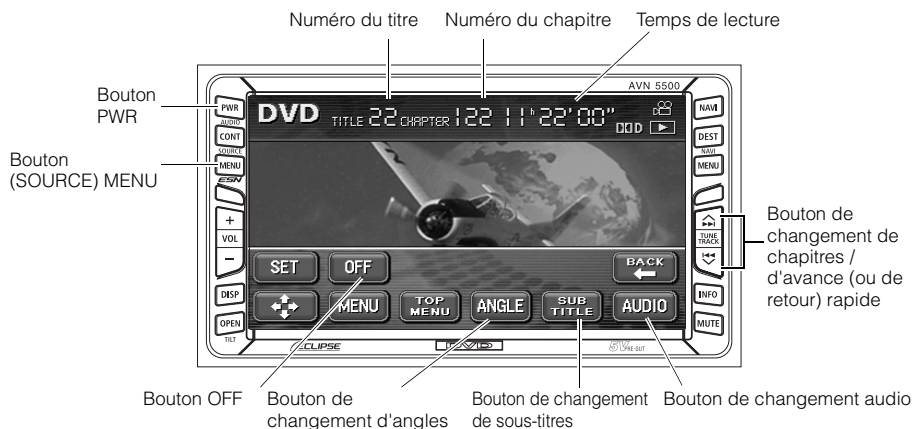 Numéro du titre
Numéro du chapitre
Temps de lecture
AVN 5500
Bouton
PWR
Bouton
(SOURCE) MENU
PWR
AUDIO
CONT
SOURCE
MENU
ESN
+
VOL
−
DISP
OPEN
TILT
DVD TITLE 22 CHAPTER 122 11h22'00"
SET
OFF
BACK
MENU
TOP
MENU
ANGLE
SUB
TITLE
AUDIO
NAVI
DEST
NAVI
MENU
TUNE
TRACK
INFO
MUTE
Bouton de
changement de
chapitres /
d'avance (ou de
retour) rapide
ECLIPSE
DVD
5V PRE-OUT
Bouton OFF
Bouton de
changement d'angles
Bouton de changement
de sous-titres
Bouton de changement audio